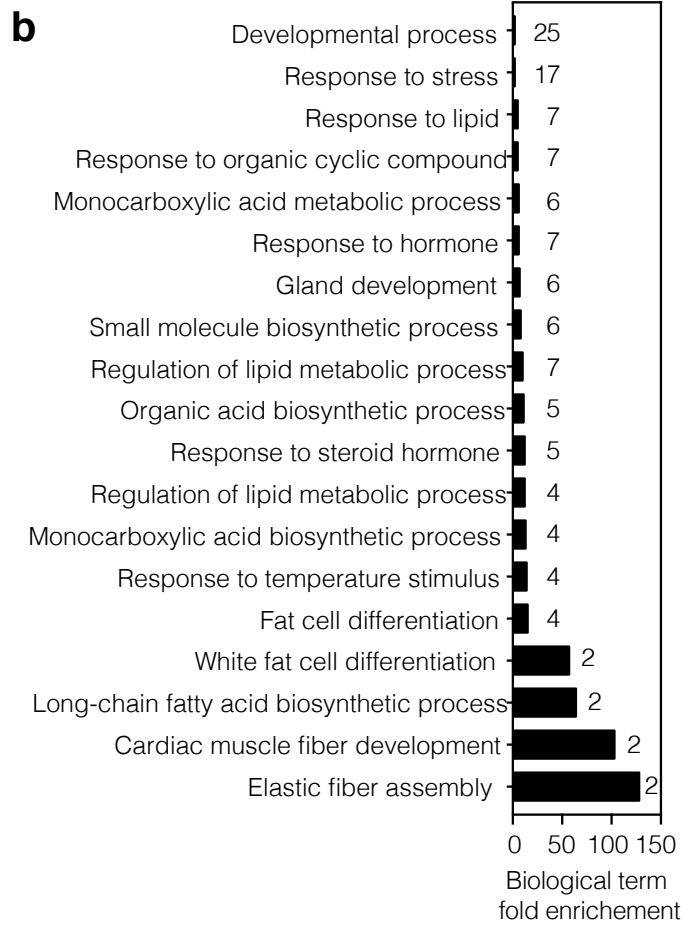 b
Developmental process 25
Response to stress 17
Response to lipid 7
Response to organic cyclic compound 7
Monocarboxylic acid metabolic process 6
Response to hormone 7
Gland development 6
Small molecule biosynthetic process 6
Regulation of lipid metabolic process 7
Organic acid biosynthetic process 5
Response to steroid hormone 5
Regulation of lipid metabolic process 4
Monocarboxylic acid biosynthetic process 4
Response to temperature stimulus 4
Fat cell differentiation 4
White fat cell differentiation 2
Long-chain fatty acid biosynthetic process 2
Cardiac muscle fiber development 2
Elastic fiber assembly 2
0 50 100 150
Biological term
fold enrichement